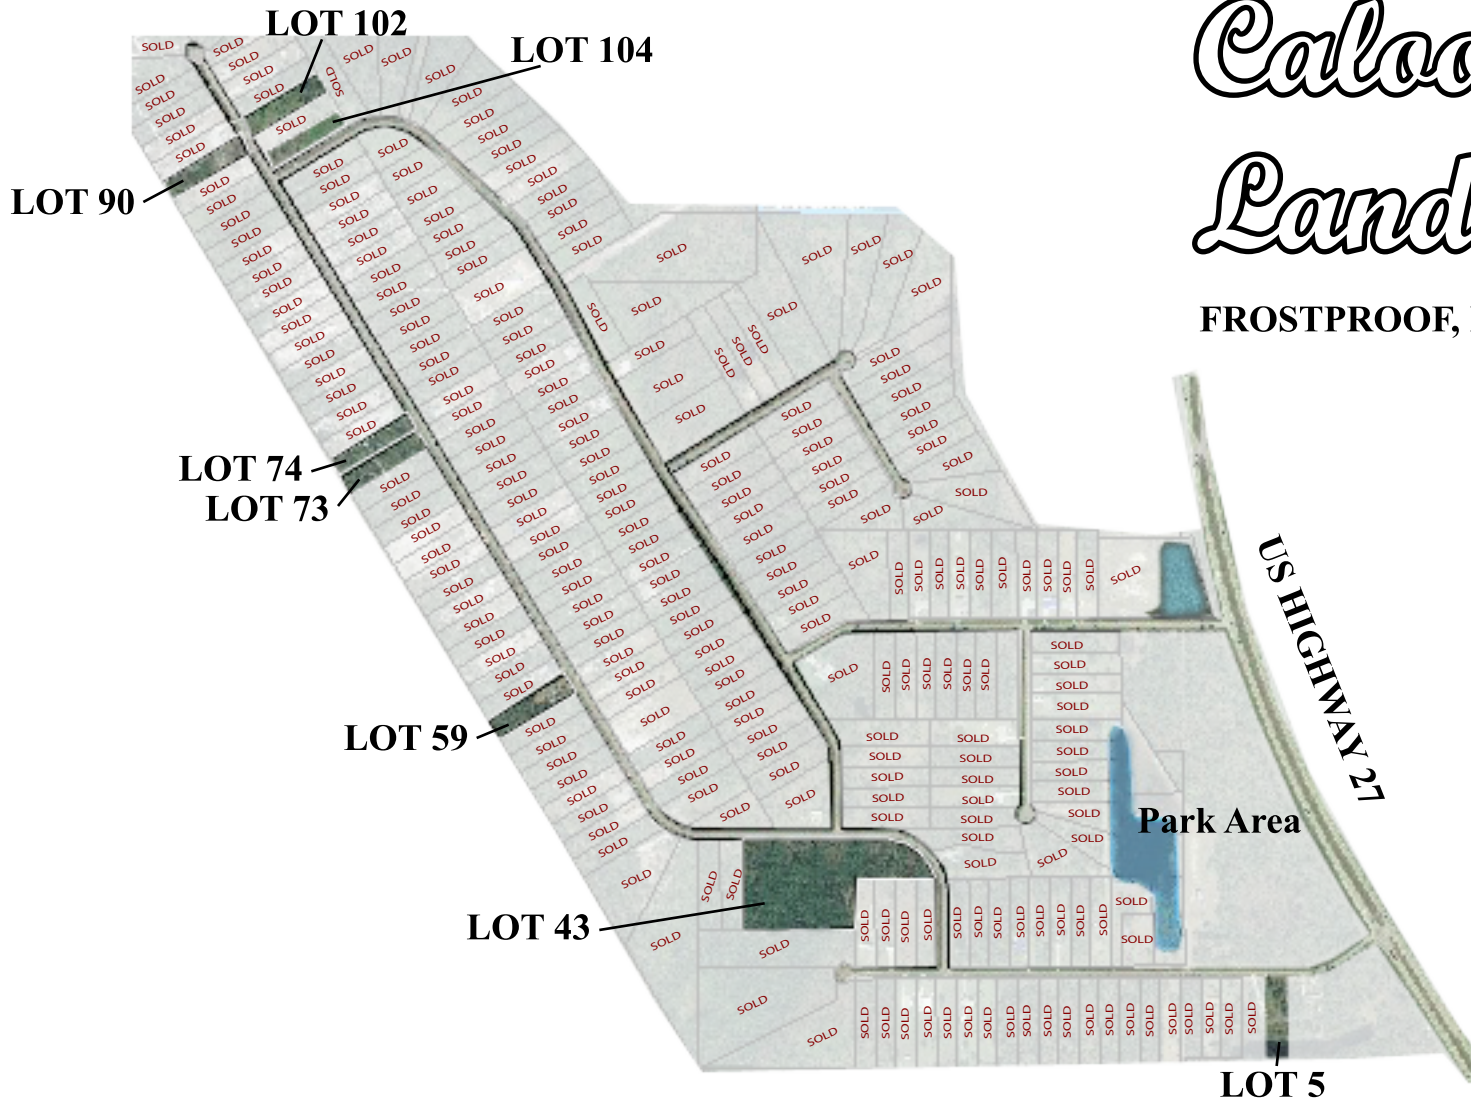 LOT 102
LOT 104
Caloo
Land
FROSTPROOF,
LOT 90
LOT 74
LOT 73
LOT 59
LOT 43
LOT 5
US HIGHWAY 27
Park Area
SOLD